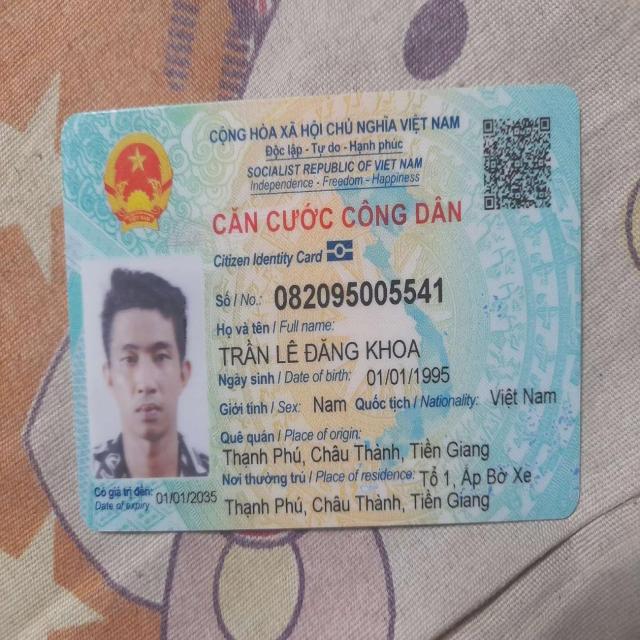 CỘNG HÒA XÃ HỘI CHỦ NGHĨA VIỆT NAM
Độc lập - Tự do - Hạnh phúc
SOCIALIST REPUBLIC OF VIET NAM
Independence - Freedom - Happiness
CĂN CƯỚC CÔNG DÂN
Citizen Identity Card
Số / No.: 082095005541
Họ và tên / Full name:
TRẦN LÊ ĐĂNG KHOA
Ngày sinh / Date of birth: 01/01/1995
Giới tính / Sex: Nam Quốc tịch / Nationality: Việt Nam
Quê quán / Place of origin:
Thạnh Phú, Châu Thành, Tiền Giang
Nơi thường trú / Place of residence: Tổ 1, Ấp Bờ Xe
Thạnh Phú, Châu Thành, Tiền Giang
Có giá trị đến: 01/01/2035
Date of expiry